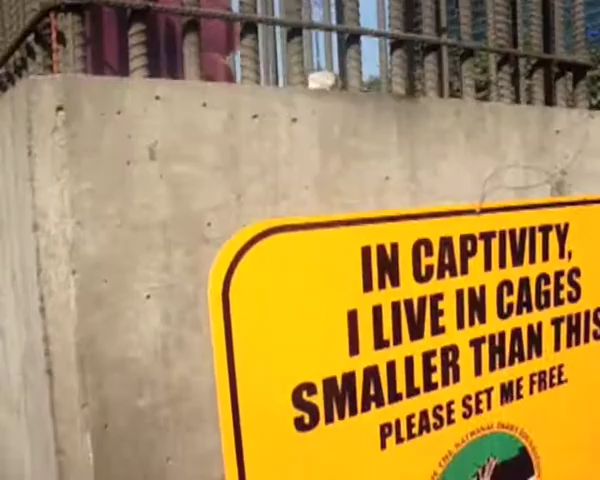 IN CAPTIVITY,
I LIVE IN CAGES
SMALLER THAN THIS
PLEASE SET ME FREE.